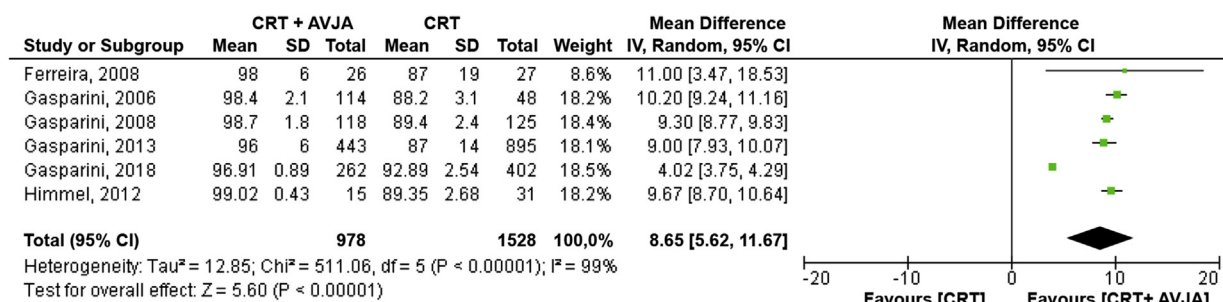 CRT + AVJA CRT Mean Difference Mean Difference
Study or Subgroup Mean SD Total Mean SD Total Weight IV, Random, 95% CI IV, Random, 95% CI
Ferreira, 2008 98 6 26 87 19 27 8.6% 11.00 [3.47, 18.53]
Gasparini, 2006 98.4 2.1 114 88.2 3.1 48 18.2% 10.20 [9.24, 11.16]
Gasparini, 2008 98.7 1.8 118 89.4 2.4 125 18.4% 9.30 [8.77, 9.83]
Gasparini, 2013 96 6 443 87 14 895 18.1% 9.00 [7.93, 10.07]
Gasparini, 2018 96.91 0.89 262 92.89 2.54 402 18.5% 4.02 [3.75, 4.29]
Himmel, 2012 99.02 0.43 15 89.35 2.68 31 18.2% 9.67 [8.70, 10.64]
Total (95% CI) 978 1528 100,0% 8.65 [5.62, 11.67]
Heterogeneity: Tau² = 12.85; Chi² = 511.06, df = 5 (P < 0.00001); I² = 99%
Test for overall effect: Z = 5.60 (P < 0.00001)
-20 -10 0 10 20
Favours [CRT] Favours [CRT+ AVJA]